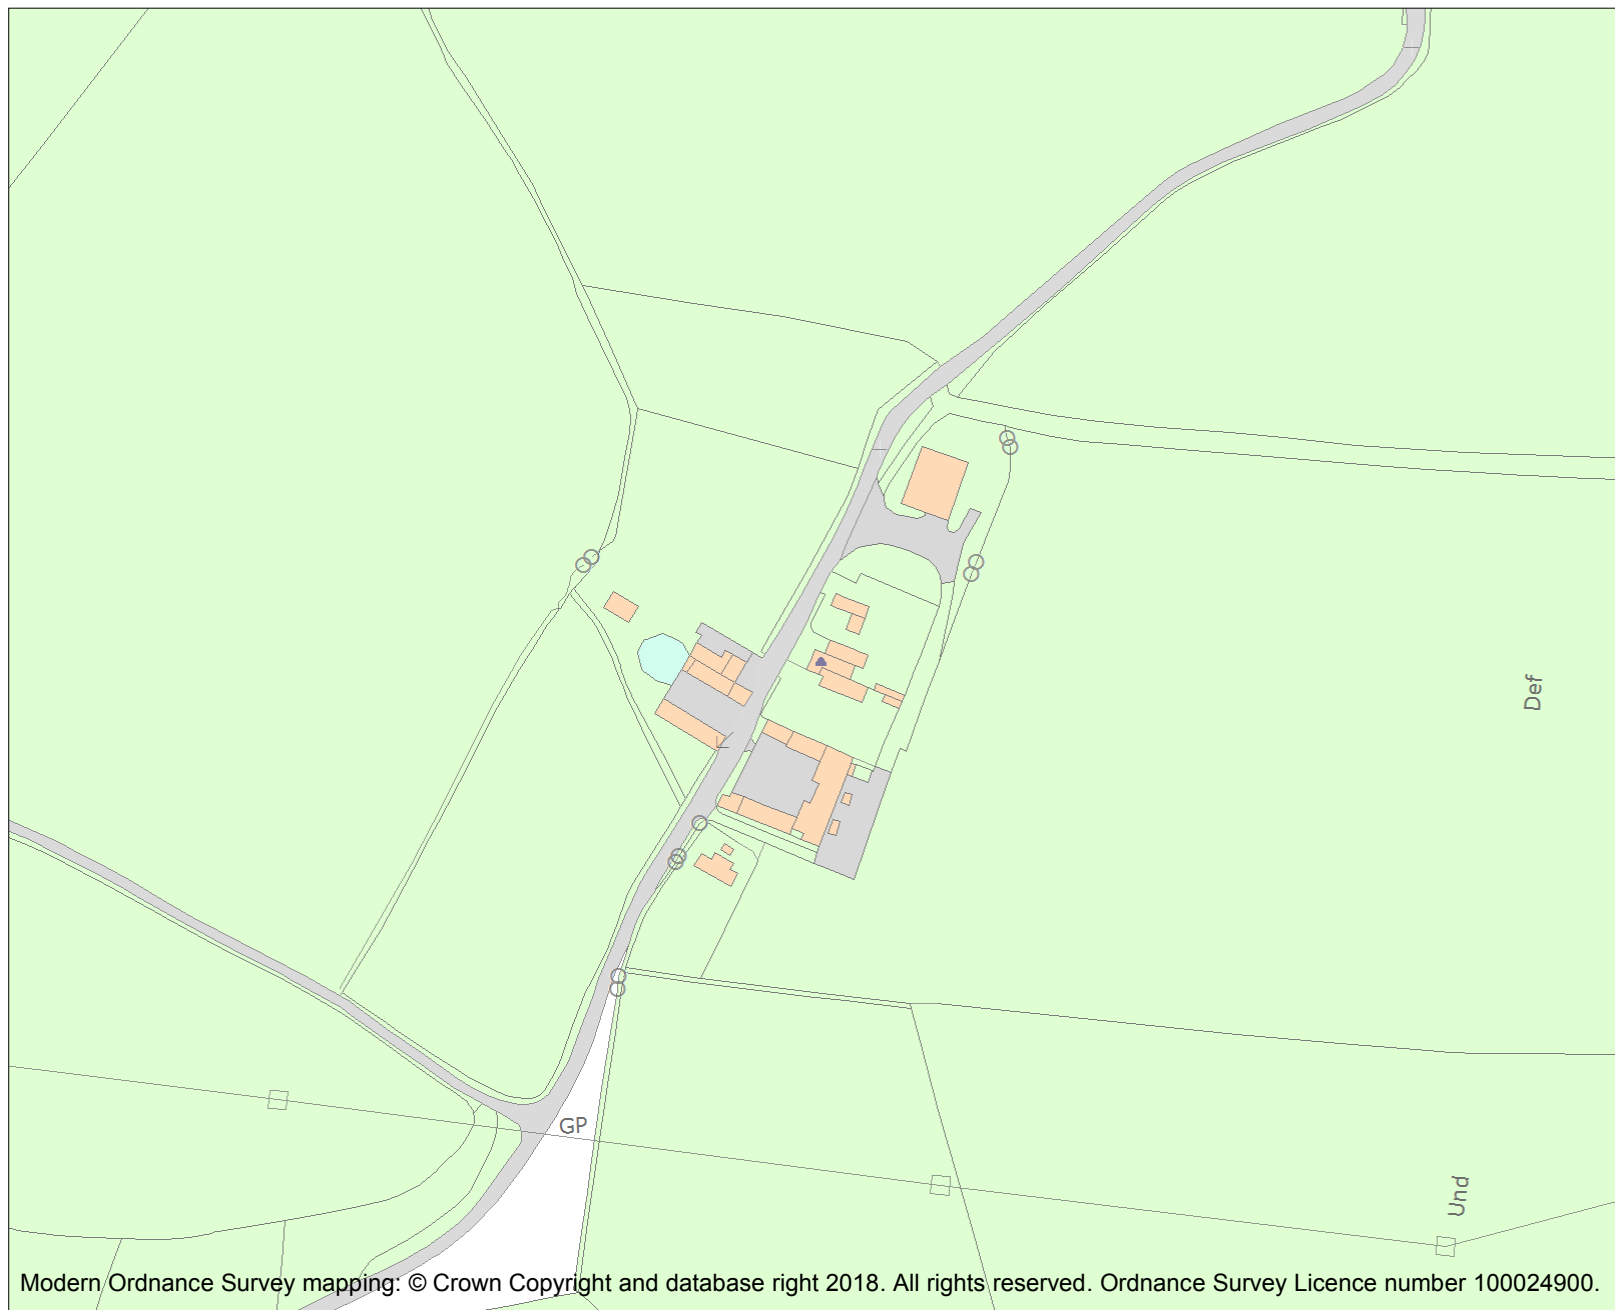 Def
GP
Und
Modern Ordnance Survey mapping: © Crown Copyright and database right 2018. All rights reserved. Ordnance Survey Licence number 100024900.